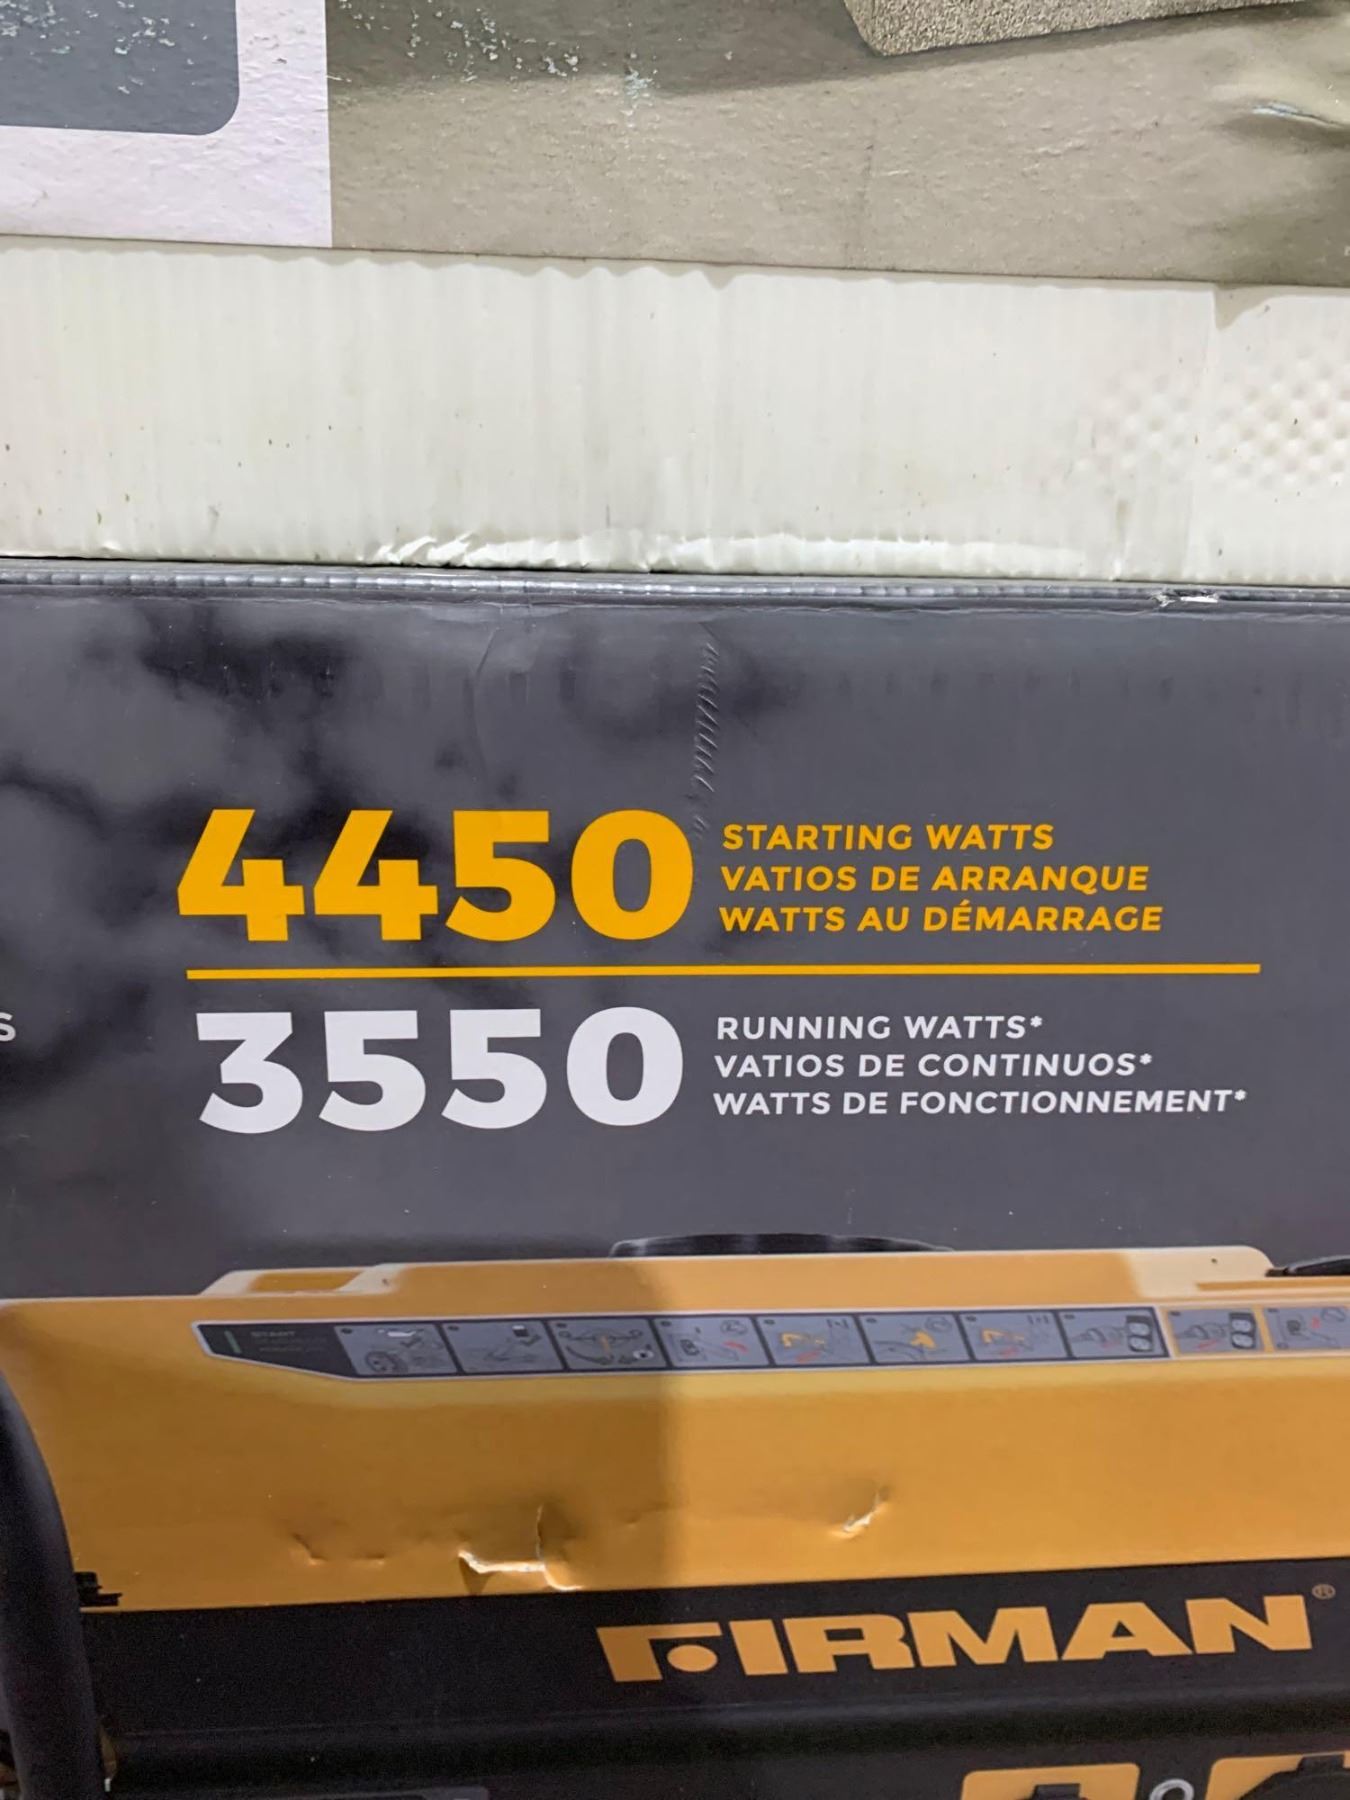 4450 STARTING WATTS
VATIOS DE ARRANQUE
WATTS AU DÉMARRAGE
S
3550 RUNNING WATTS*
VATIOS DE CONTINUOS*
WATTS DE FONCTIONNEMENT*
START
FIRMAN®